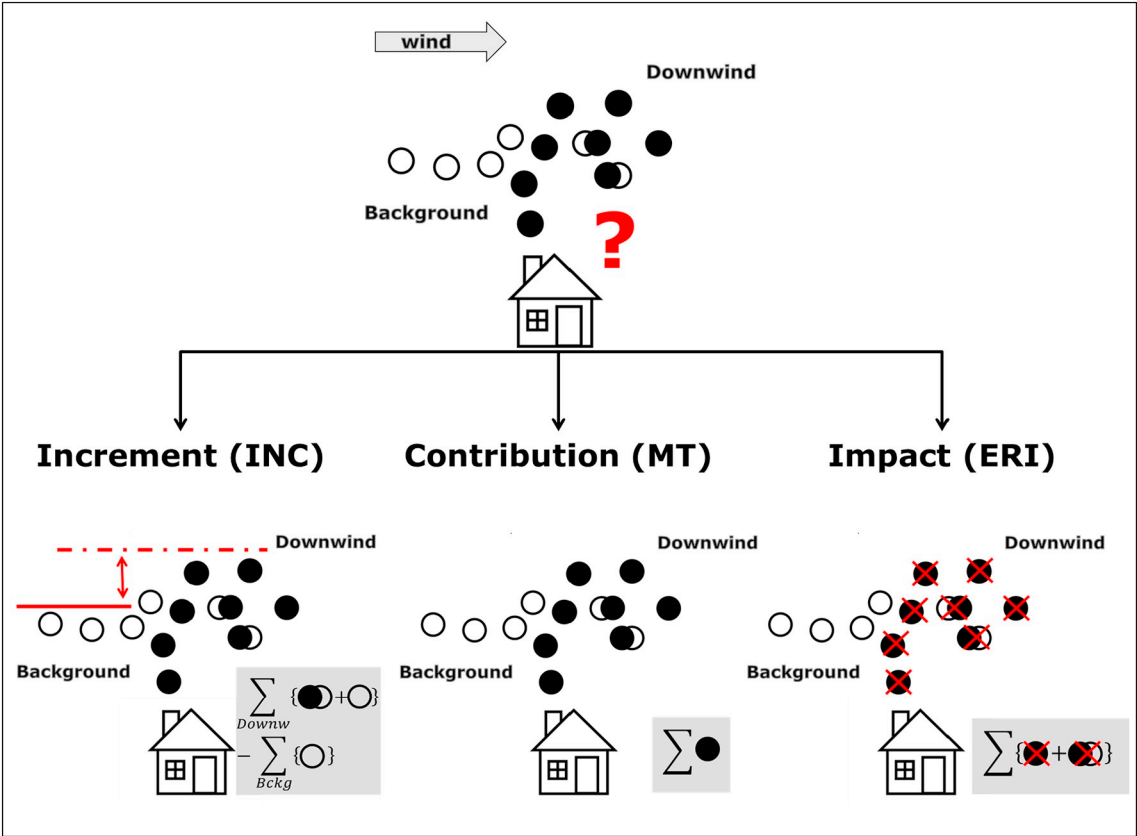 wind
Downwind
Background
?
Increment (INC)
Contribution (MT)
Impact (ERI)
Downwind
Background
∑ {+}
Downw
− ∑ {}
Bckg
Downwind
Background
∑
Downwind
Background
∑{+}